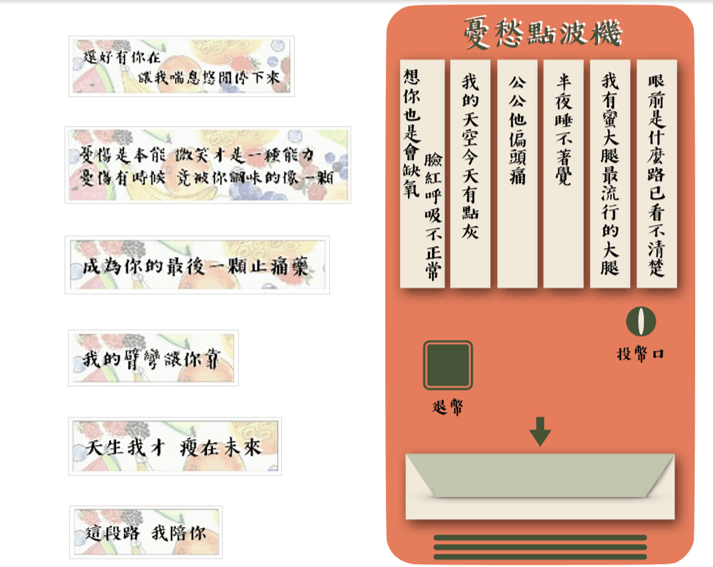 還好有你在
讓我喘息悠閒停下來
憂傷是本能 微笑才是一種能力
憂傷有時候 竟被你調味的像一顆
成為你的最後一顆止痛藥
我的臂彎讓你靠
天生我才 瘦在未來
這段路 我陪你
憂愁點波機
眼前是什麼路已看不清楚
我有蜜大腿最流行的大腿
半夜睡不著覺
公公他偏頭痛
我的天空今天有點灰
想你也是會缺氧
臉紅呼吸不正常
投幣口
退幣